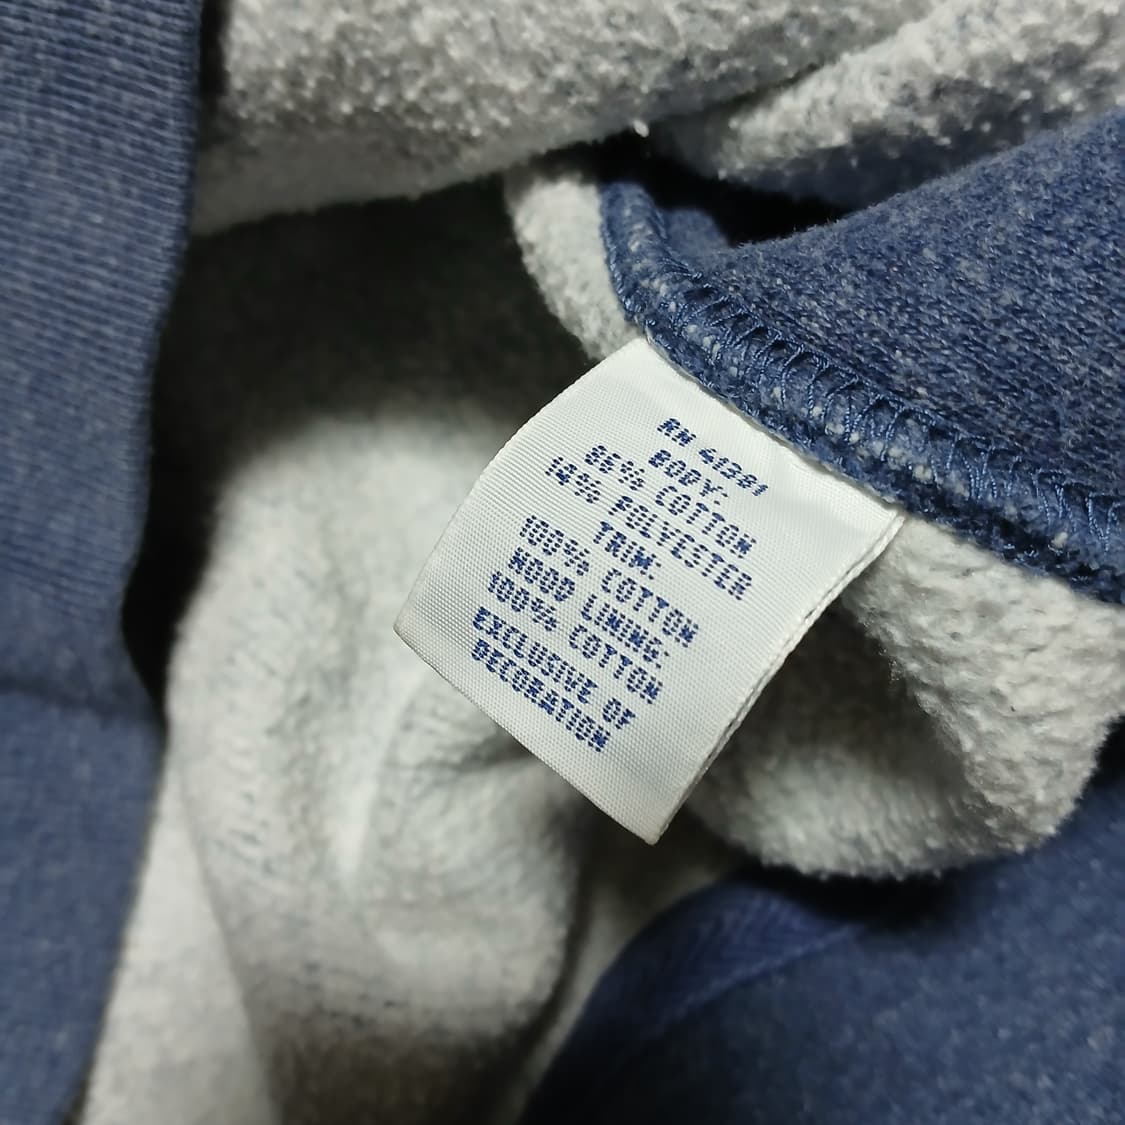 RN 41381
BODY:
86% COTTON
14% POLYESTER
TRIM:
100% COTTON
HOOD LINING:
100% COTTON
EXCLUSIVE OF
DECORATION